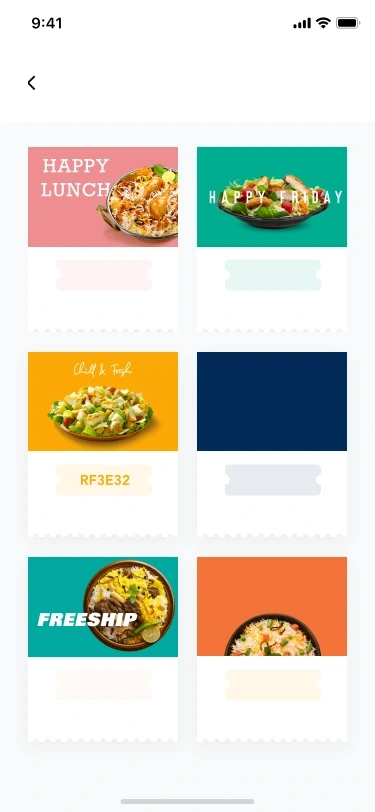 9:41
HAPPY
LUNCH
HAPPY FRIDAY
Chill & Fresh
RF3E32
FREESHIP